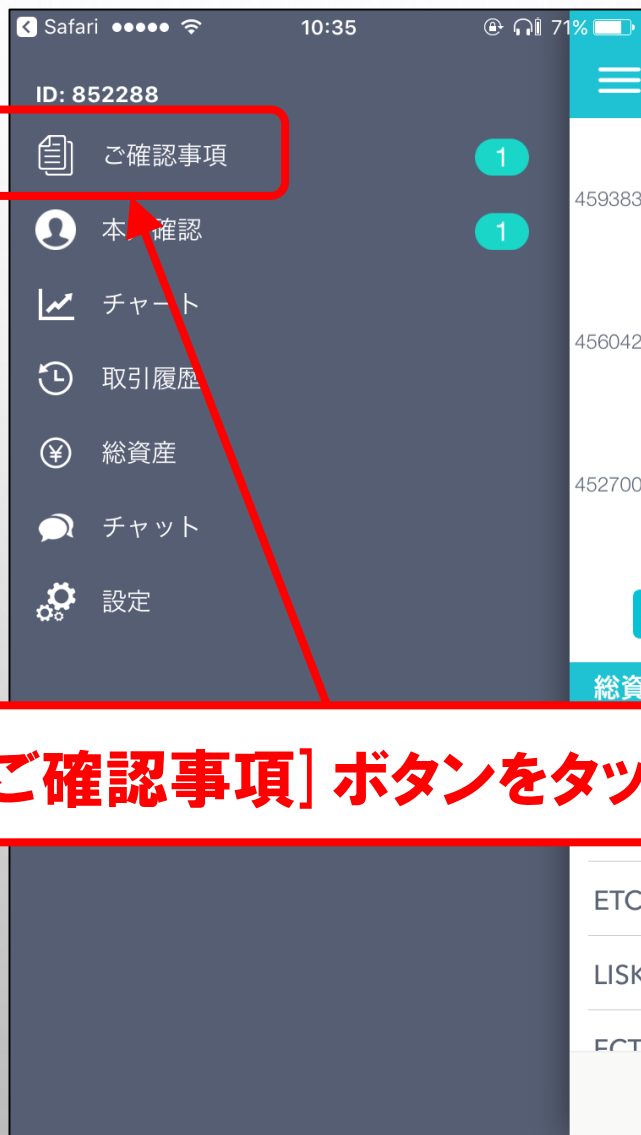 Safari
10:35
71%
ID: 852288
ご確認事項
1
1
チャート
取引履歴
総資産
チャット
設定
459383
456042
452700
総資
ご確認事項］ボタンをタッ
ETC
LISK
FCT